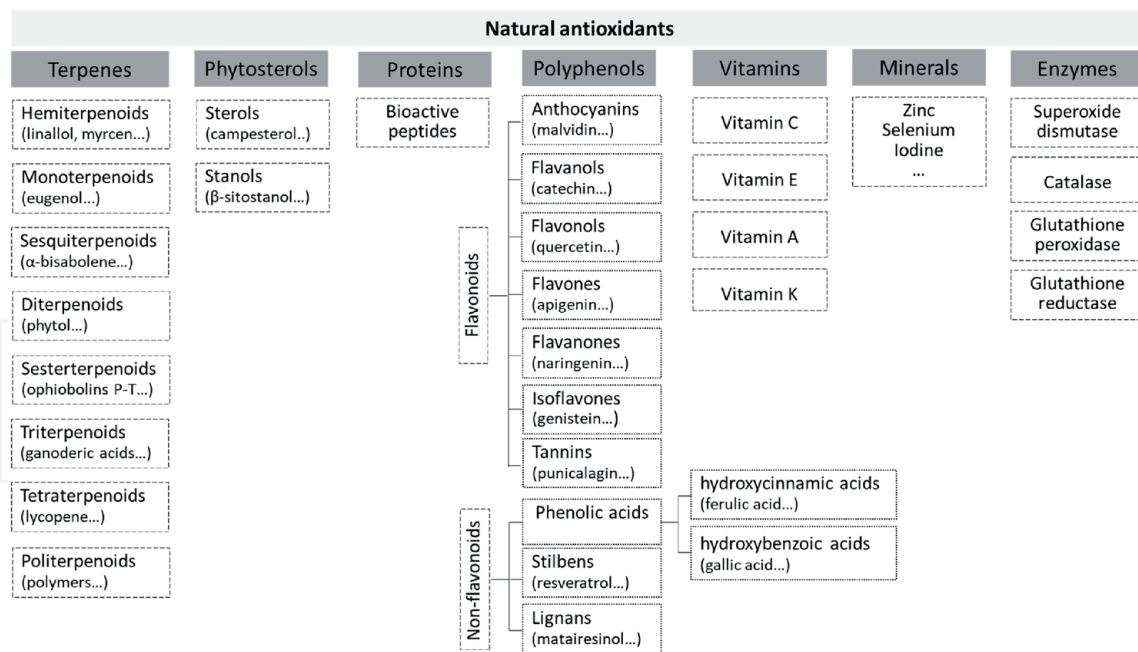 Natural antioxidants
Terpenes
Hemiterpenoids
(linallol, myrcen...)
Monoterpenoids
(eugenol...)
Sesquiterpenoids
(α-bisabolene...)
Diterpenoids
(phytol...)
Sesterterpenoids
(ophiobolins P-T...)
Triterpenoids
(ganoderic acids...)
Tetraterpenoids
(lycopene...)
Politerpenoids
(polymers...)
Phytosterols
Sterols
(campesterol..)
Stanols
(β-sitostanol...)
Proteins
Bioactive
peptides
Polyphenols
Flavonoids
Anthocyanins
(malvidin...)
Flavanols
(catechin...)
Flavonols
(quercetin...)
Flavones
(apigenin...)
Flavanones
(naringenin...)
Isoflavones
(genistein...)
Tannins
(punicalagin...)
Non-flavonoids
Phenolic acids
hydroxycinnamic acids
(ferulic acid...)
hydroxybenzoic acids
(gallic acid...)
Stilbens
(resveratrol...)
Lignans
(matairesinol...)
Vitamins
Vitamin C
Vitamin E
Vitamin A
Vitamin K
Minerals
Zinc
Selenium
Iodine
...
Enzymes
Superoxide
dismutase
Catalase
Glutathione
peroxidase
Glutathione
reductase